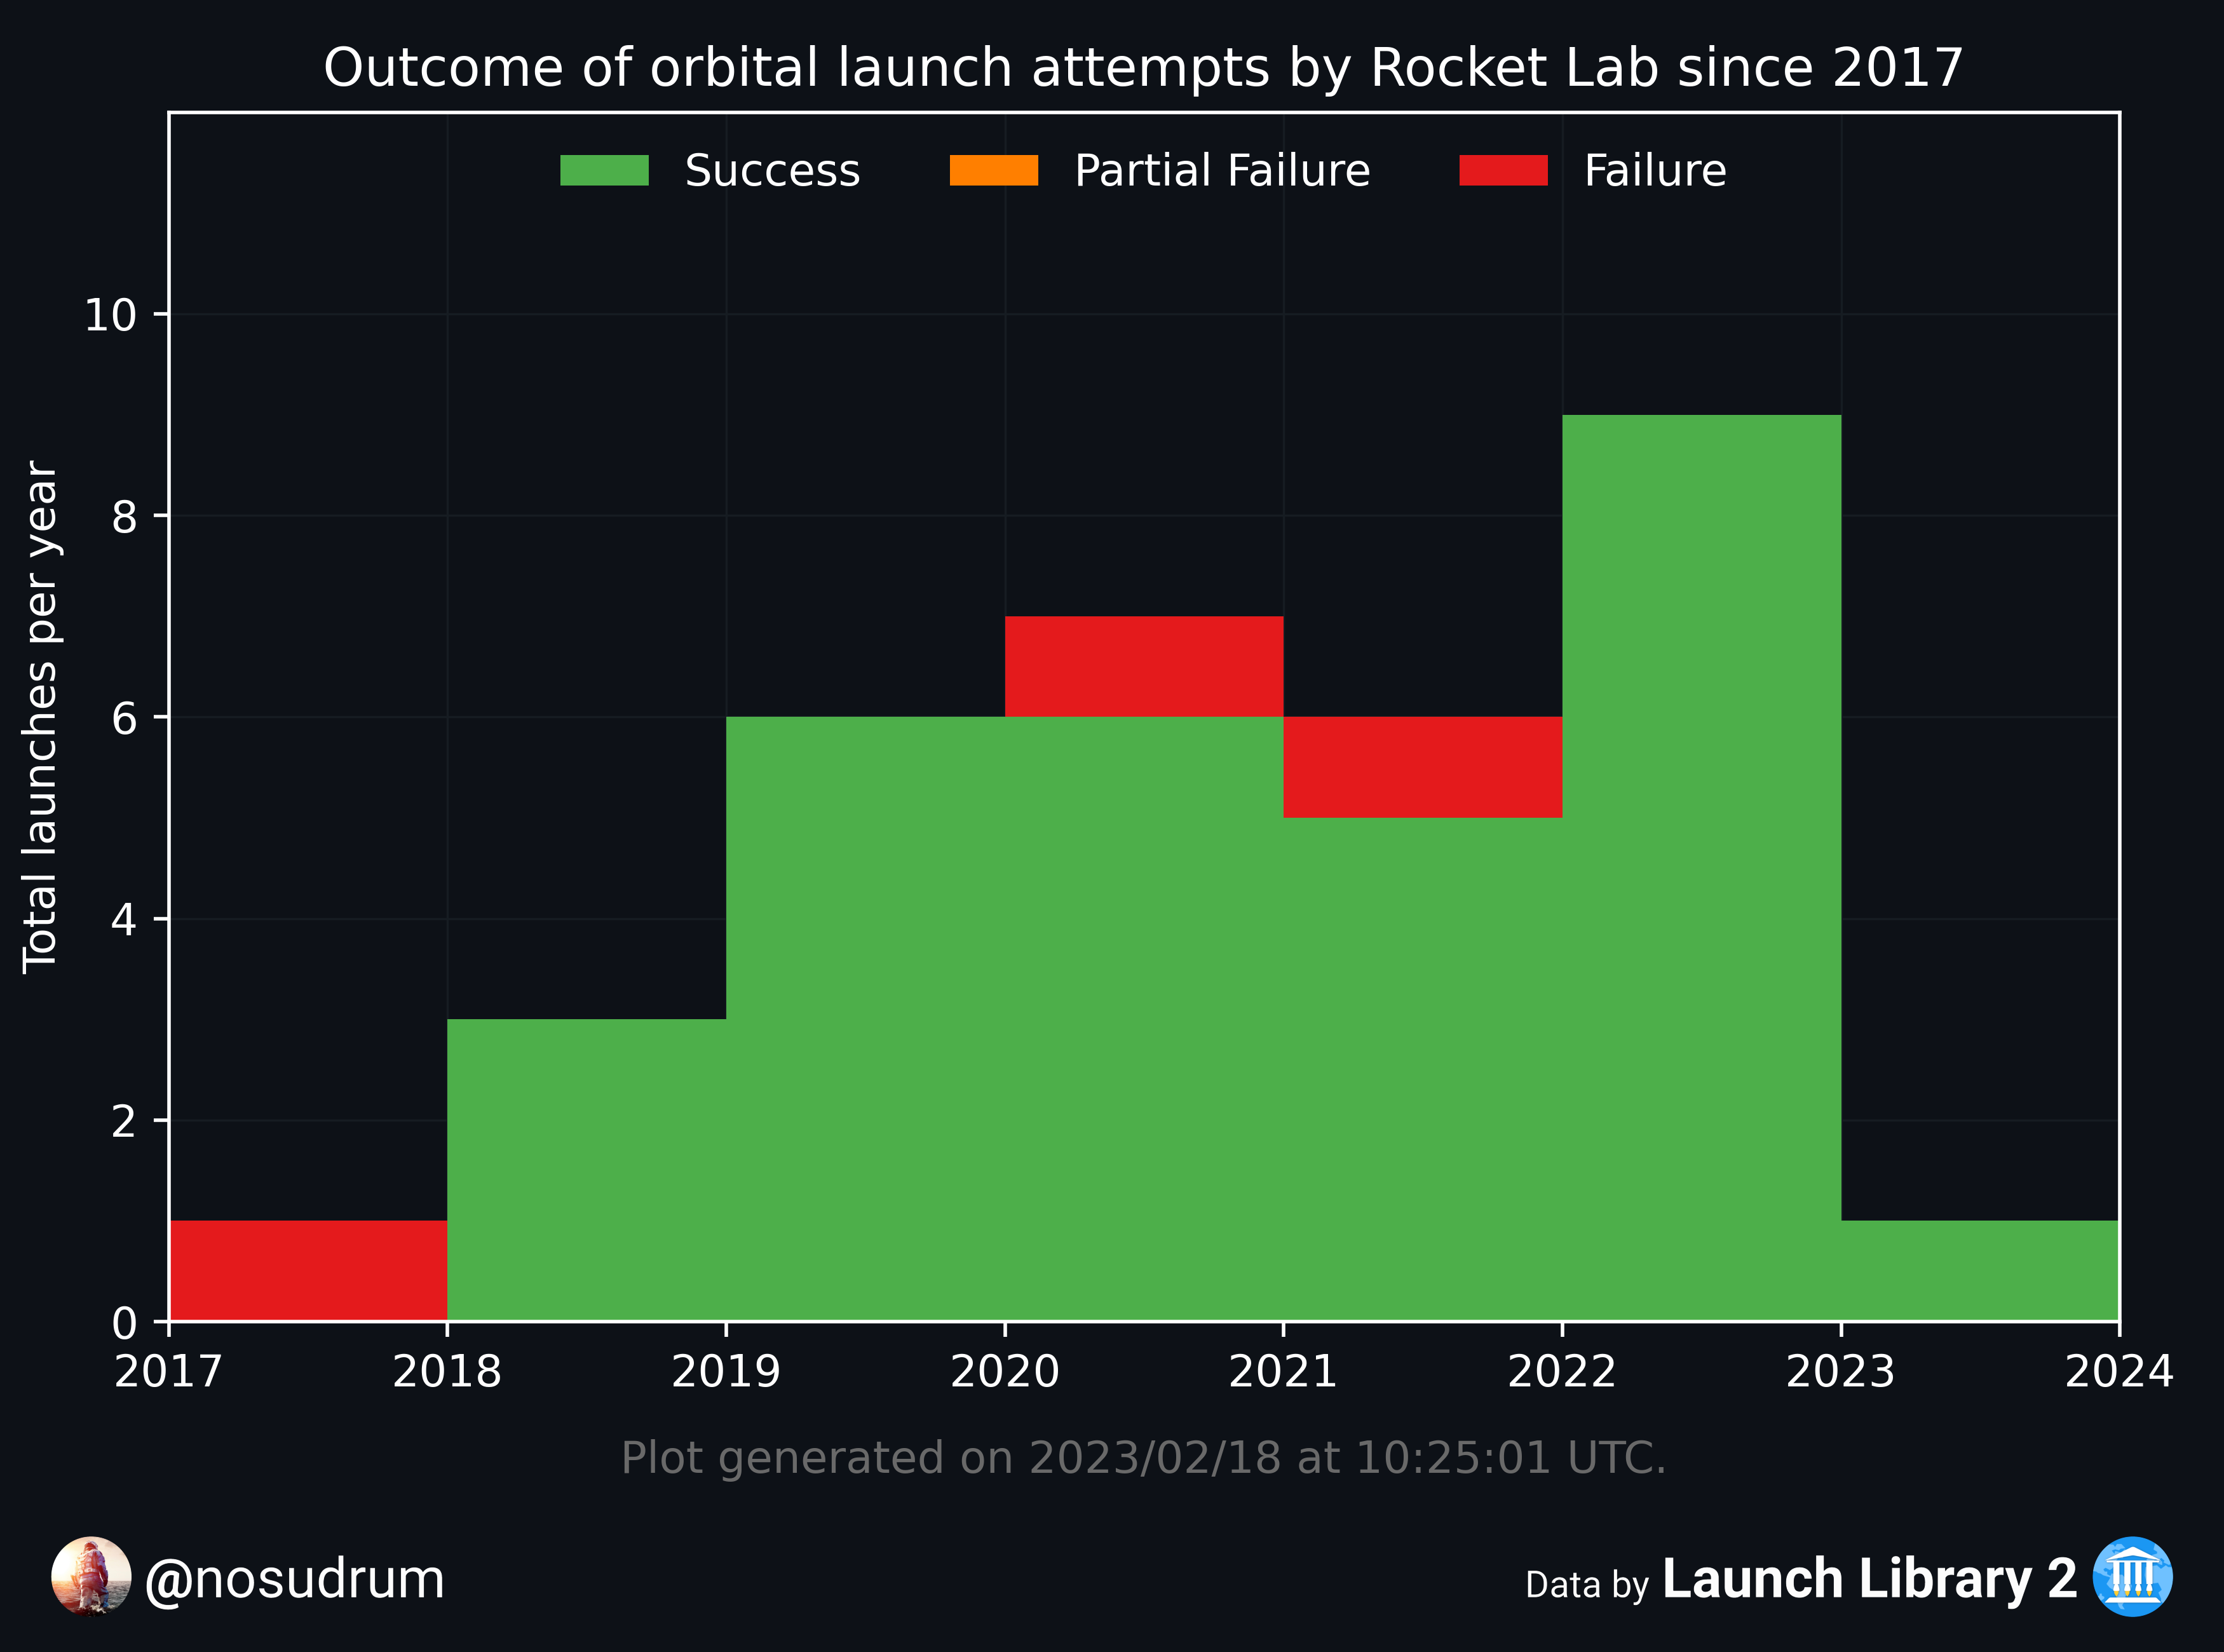 Outcome of orbital launch attempts by Rocket Lab since 2017
Success Partial Failure Failure
Total launches per year
10
8
6
4
2
0
2017 2018 2019 2020 2021 2022 2023 2024
Plot generated on 2023/02/18 at 10:25:01 UTC.
@nosudrum
Data by Launch Library 2